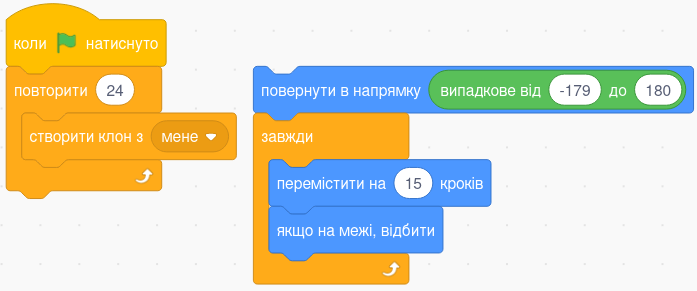 коли натиснуто
повторити 24
створити клон з мене
повернути в напрямку випадкове від -179 до 180
завжди
перемістити на 15 кроків
якщо на межі, відбити